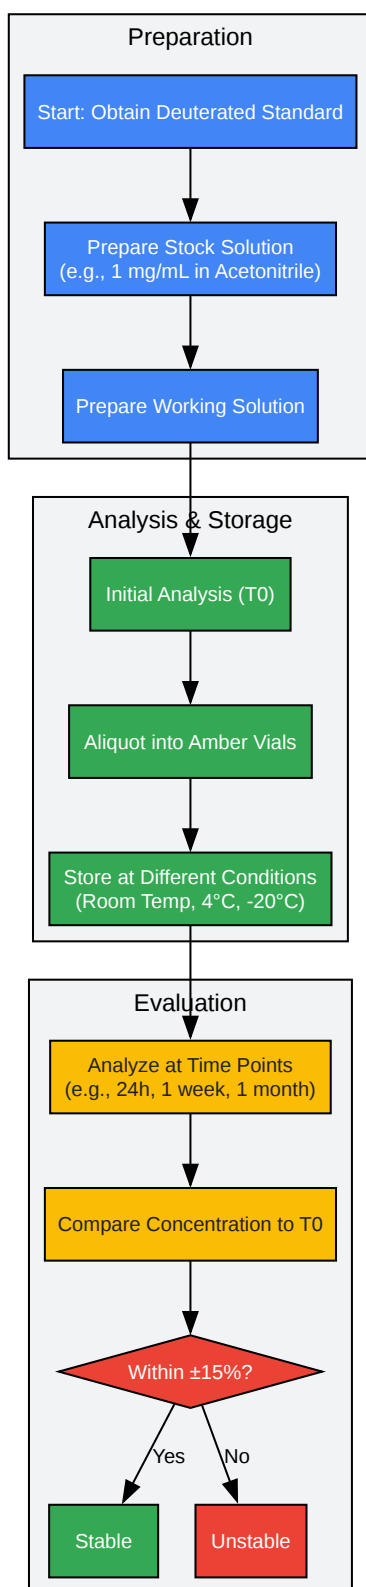 Preparation
Start: Obtain Deuterated Standard
Prepare Stock Solution
(e.g., 1 mg/mL in Acetonitrile)
Prepare Working Solution
Analysis & Storage
Initial Analysis (T0)
Aliquot into Amber Vials
Store at Different Conditions
(Room Temp, 4°C, -20°C)
Evaluation
Analyze at Time Points
(e.g., 24h, 1 week, 1 month)
Compare Concentration to T0
Within ±15%?
Yes
No
Stable
Unstable